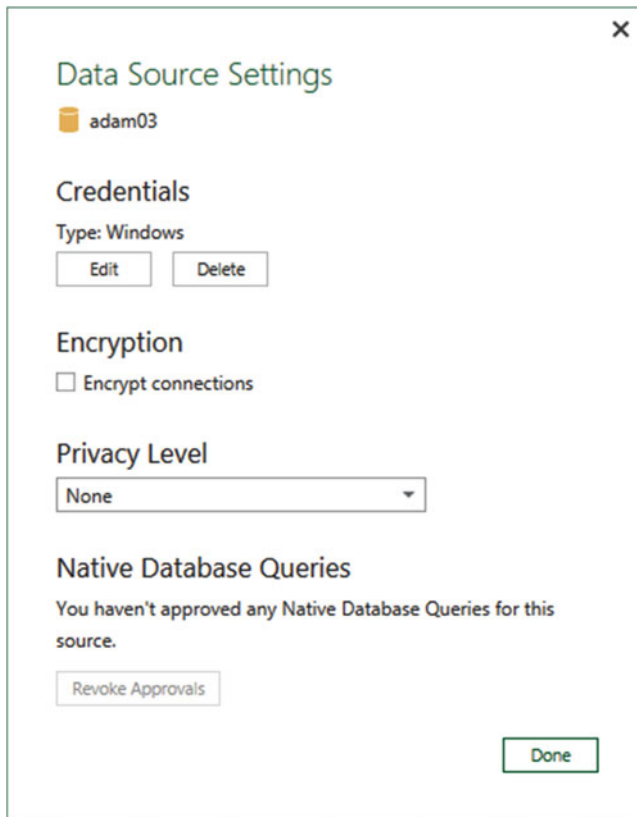 Data Source Settings
adam03
Credentials
Type: Windows
Edit Delete
Encryption
Encrypt connections
Privacy Level
None
Native Database Queries
You haven't approved any Native Database Queries for this
source.
Revoke Approvals
Done